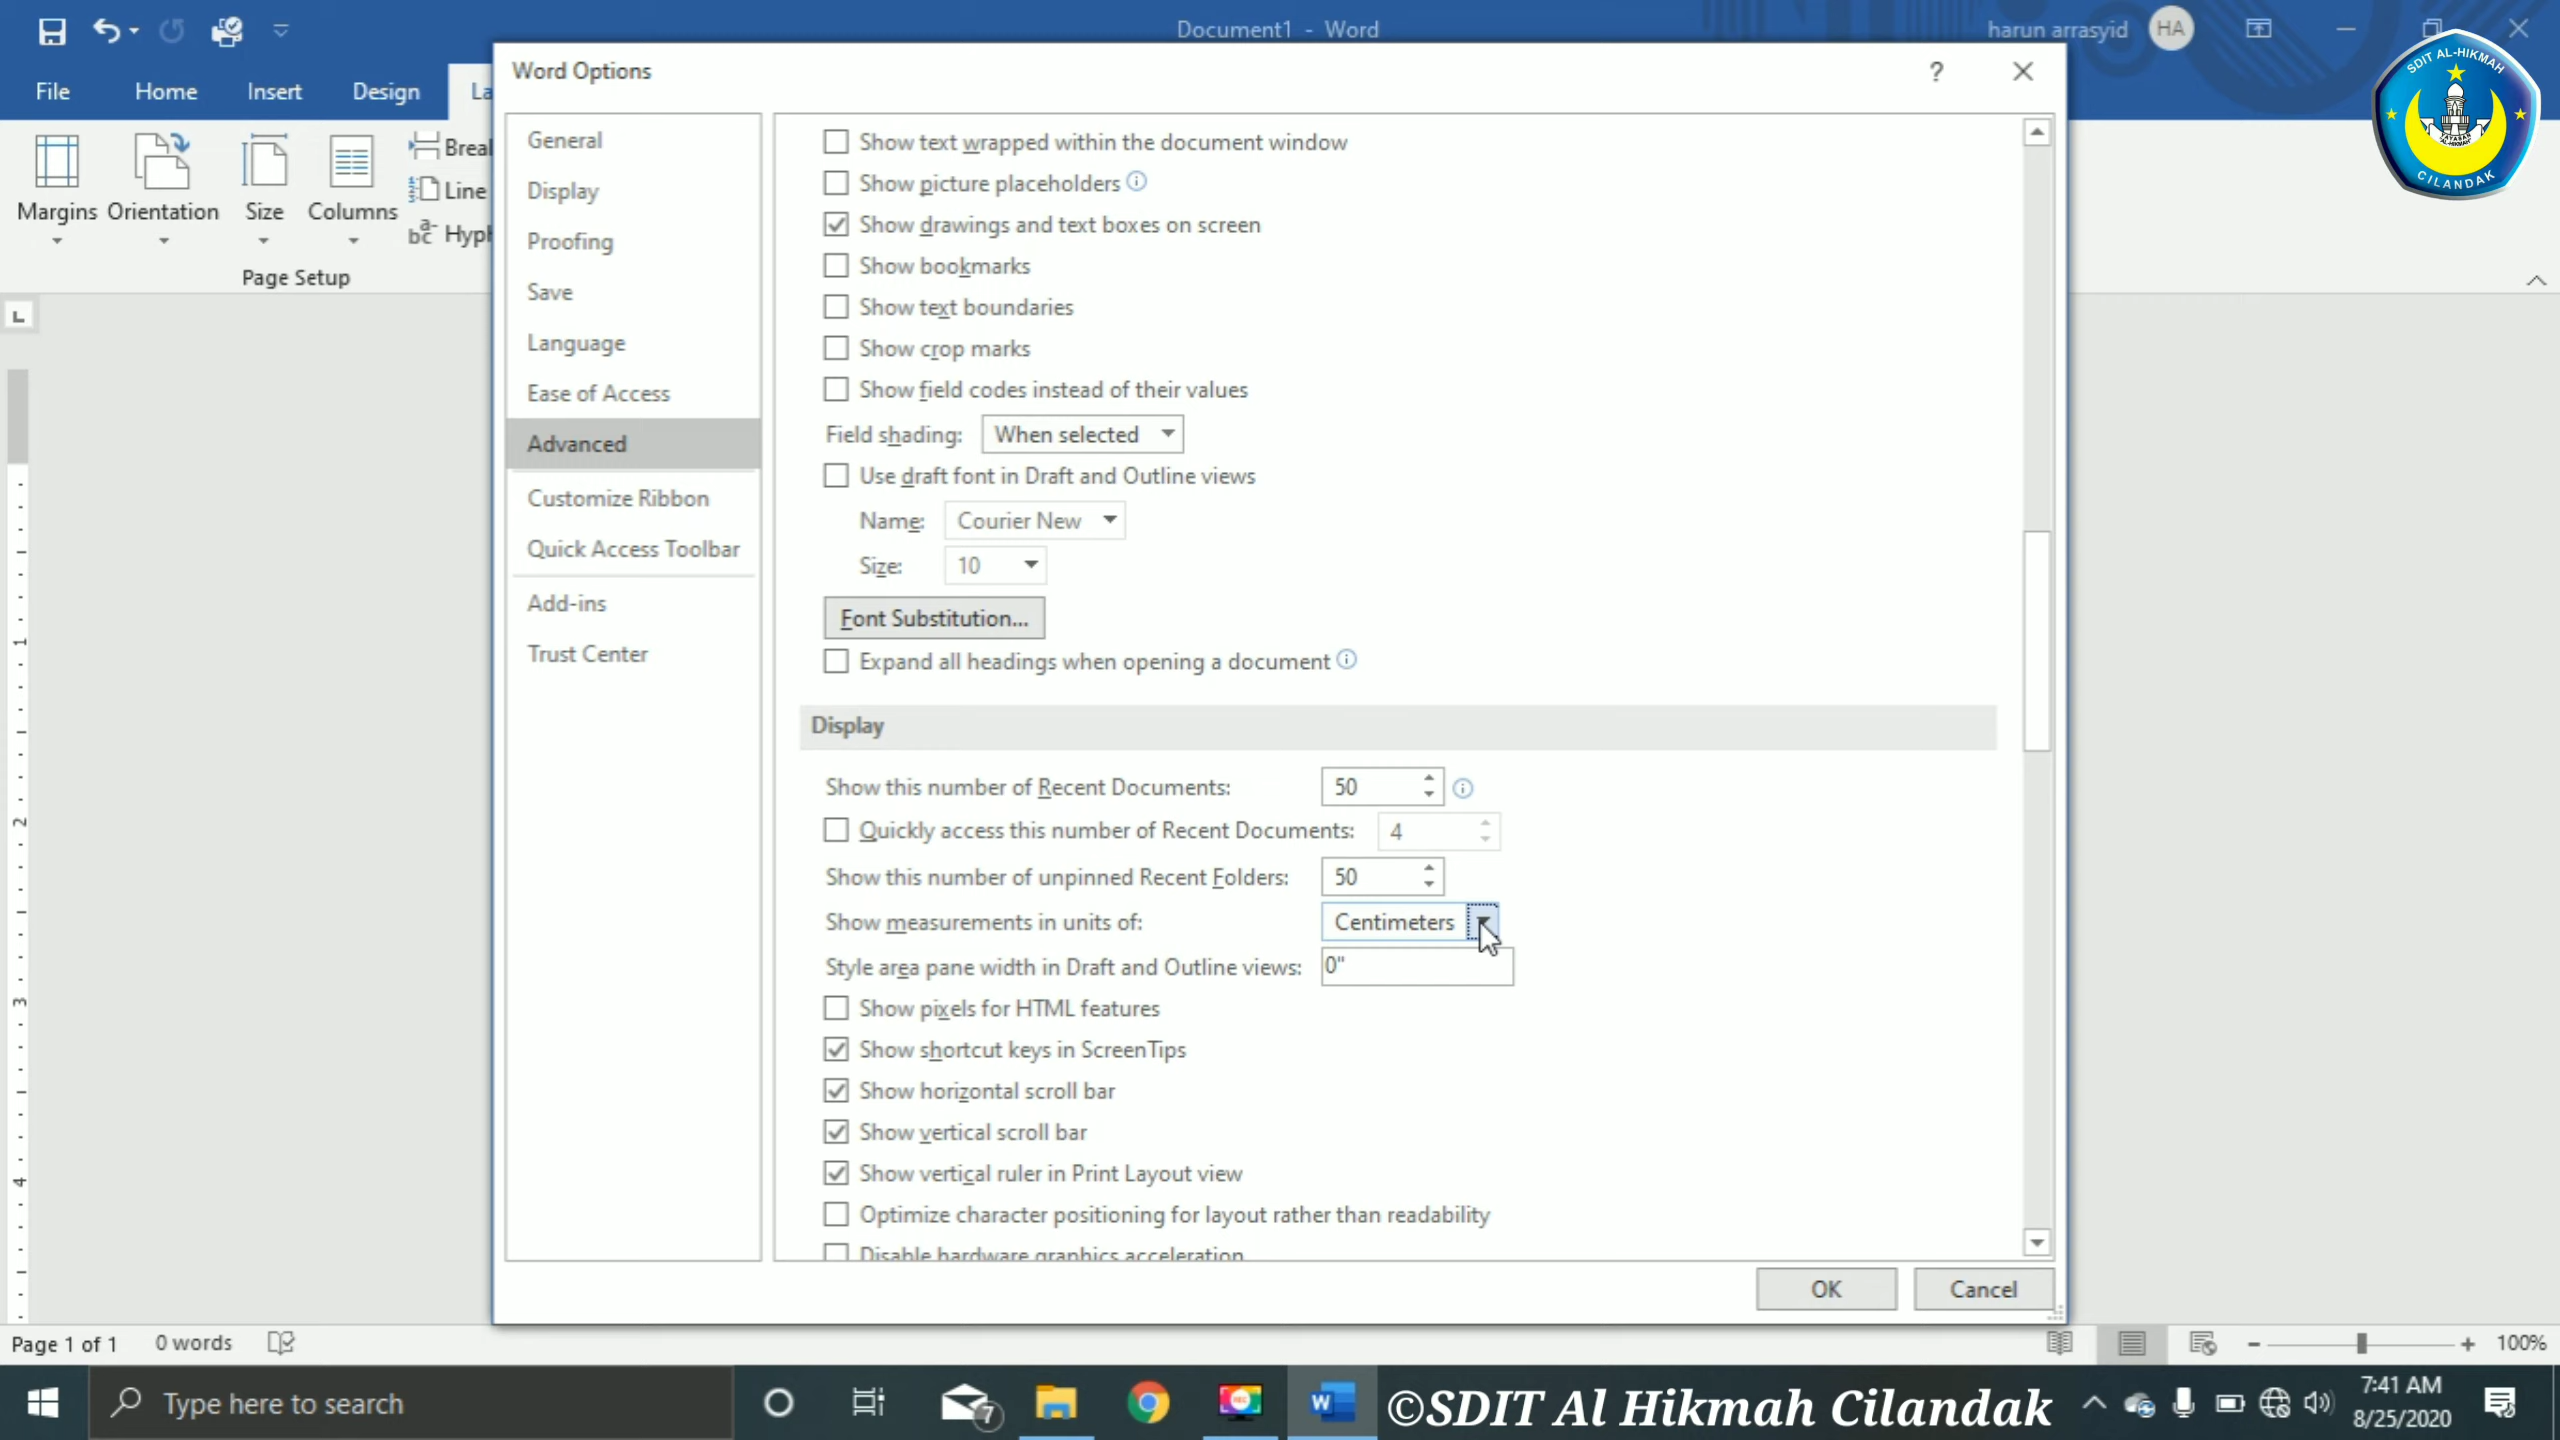 Document1 - Word
harun arrasyid
HA
SDIT AL-HIKMAH
CILANDAK
File
Home
Insert
Design
La
Margins
Orientation
Size
Columns
Break
Line
Hyph
Page Setup
Word Options
?
General
Display
Proofing
Save
Language
Ease of Access
Advanced
Customize Ribbon
Quick Access Toolbar
Add-ins
Trust Center
Show text wrapped within the document window
Show picture placeholders
Show drawings and text boxes on screen
Show bookmarks
Show text boundaries
Show crop marks
Show field codes instead of their values
Field shading: When selected
Use draft font in Draft and Outline views
Name: Courier New
Size: 10
Font Substitution...
Expand all headings when opening a document
Display
Show this number of Recent Documents: 50
Quickly access this number of Recent Documents: 4
Show this number of unpinned Recent Folders: 50
Show measurements in units of: Centimeters
Style area pane width in Draft and Outline views: 0"
Show pixels for HTML features
Show shortcut keys in ScreenTips
Show horizontal scroll bar
Show vertical scroll bar
Show vertical ruler in Print Layout view
Optimize character positioning for layout rather than readability
Disable hardware graphics acceleration
OK
Cancel
1
2
3
4
Page 1 of 1
0 words
100%
Type here to search
7
©SDIT Al Hikmah Cilandak
7:41 AM
8/25/2020